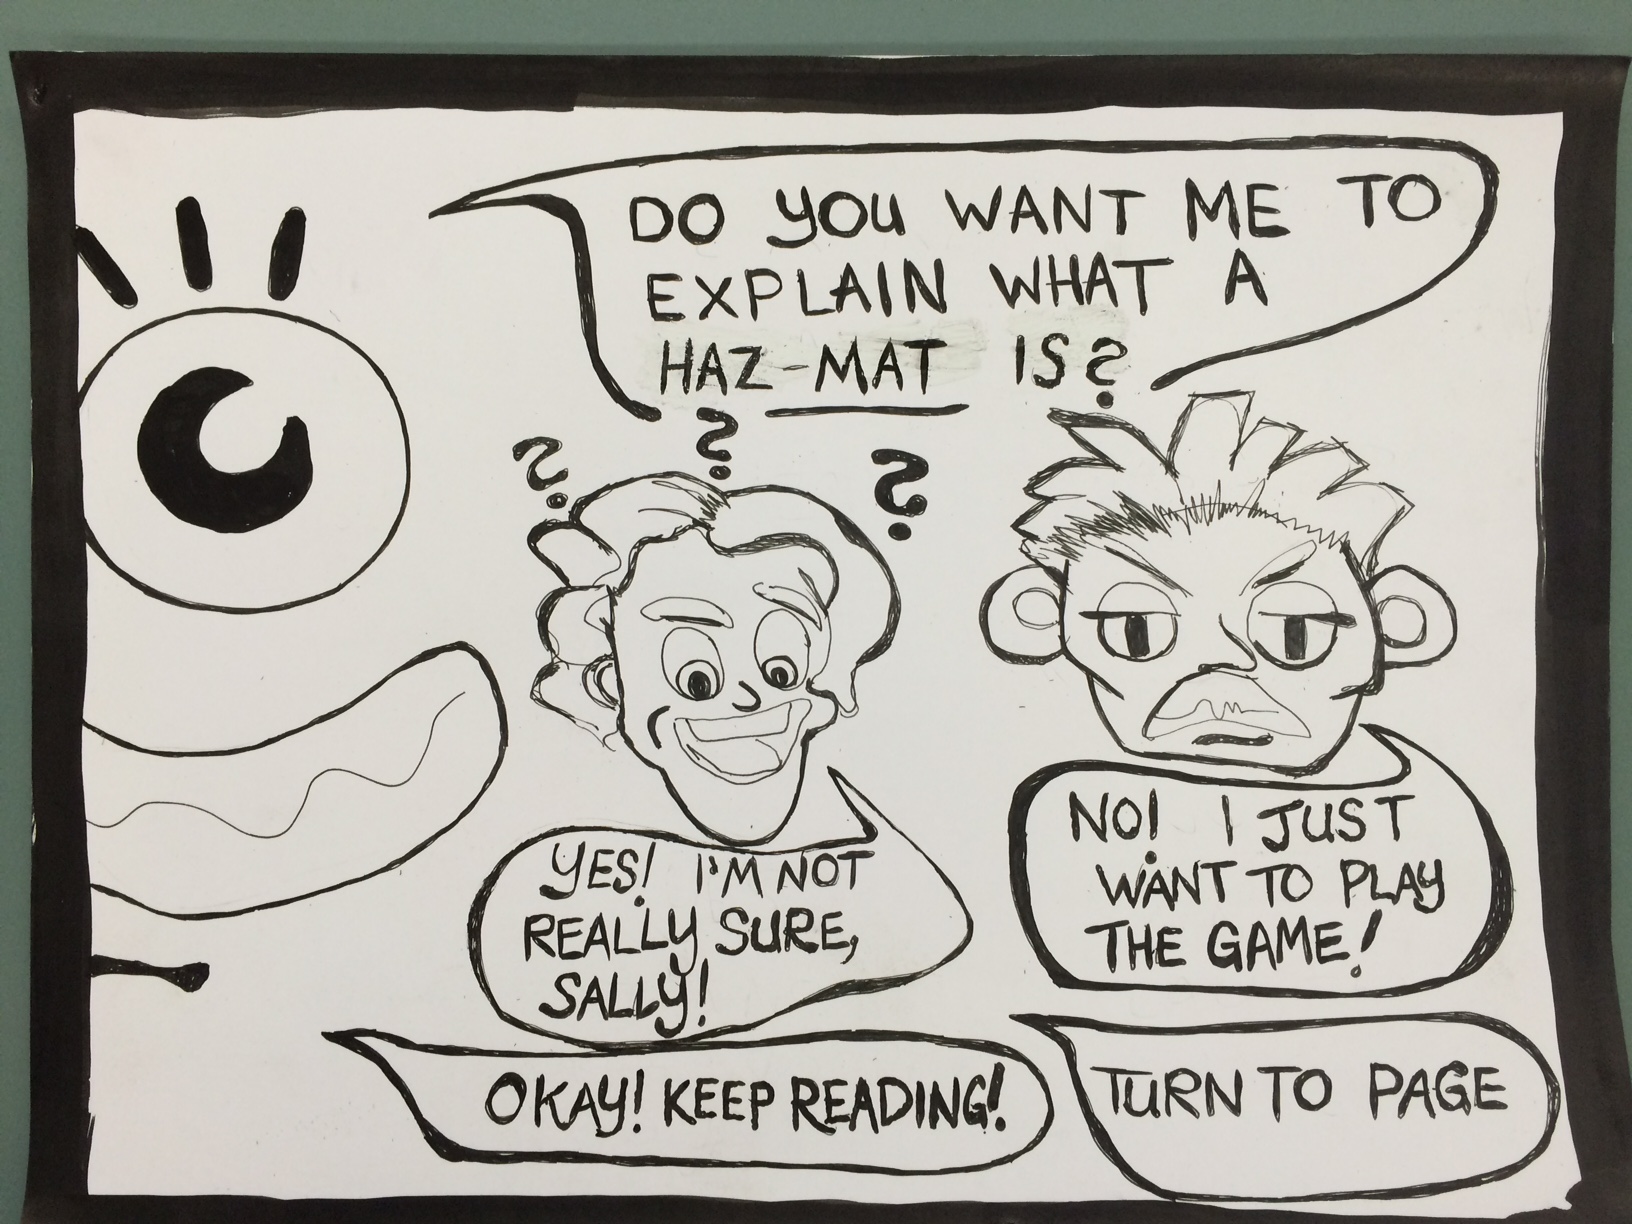 DO YOU WANT ME TO
EXPLAIN WHAT A
HAZ-MAT IS?
? ? ?
YES! I'M NOT
REALLY SURE,
SALLY!
NO! I JUST
WANT TO PLAY
THE GAME!
OKAY! KEEP READING!
TURN TO PAGE